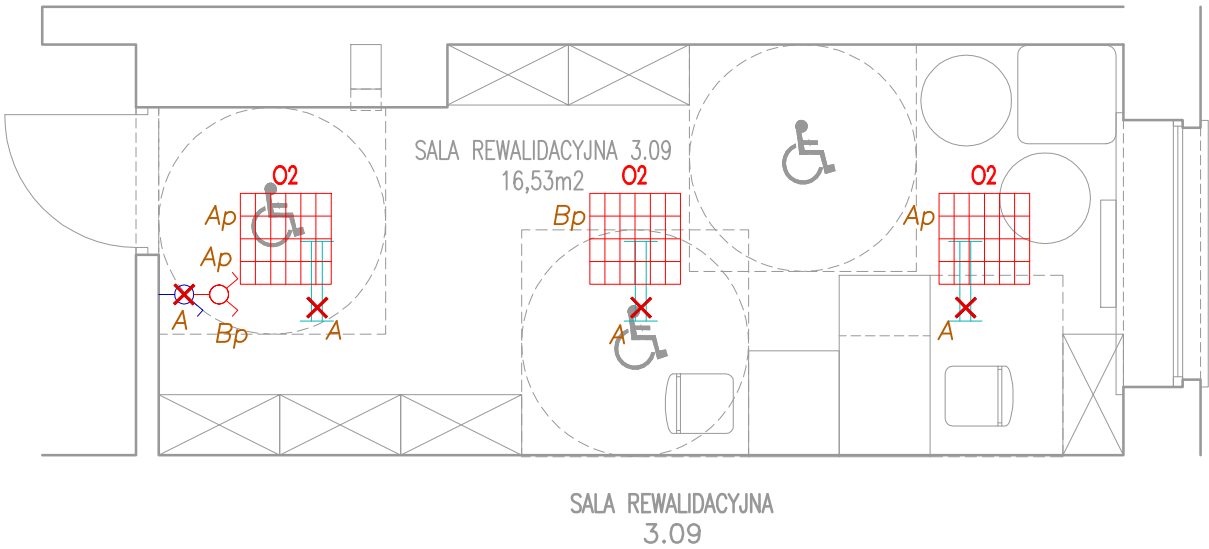 SALA REWALIDACYJNA 3.09
16,53m2
O2
O2
O2
Ap
Bp
Ap
Ap
A
Bp
A
A
A
SALA REWALIDACYJNA
3.09